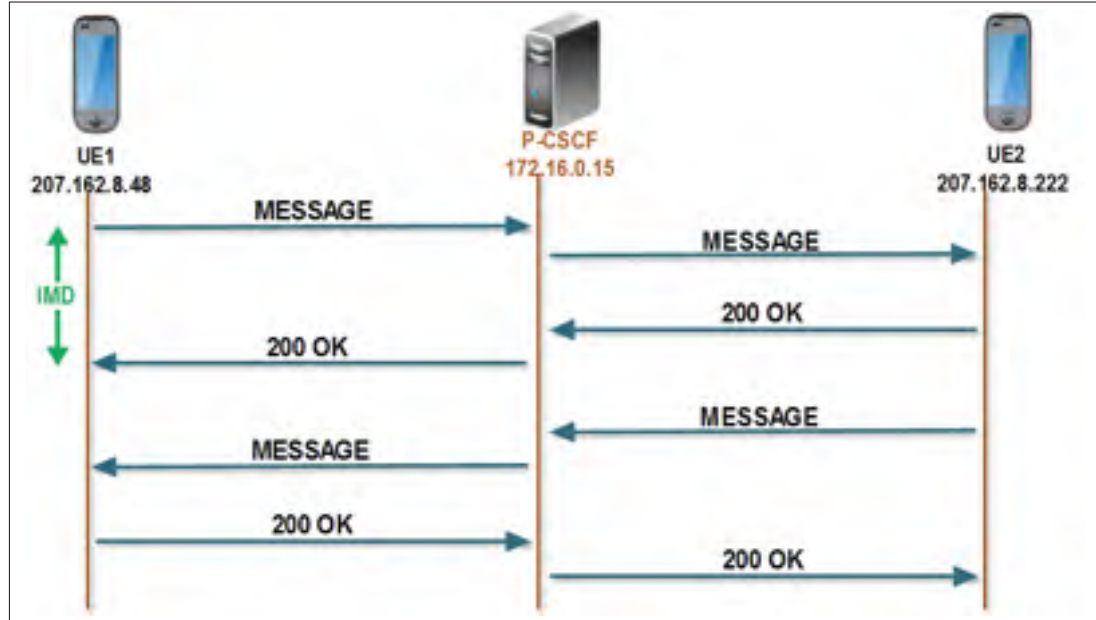 UE1
207.162.8.48
P-CSCF
172.16.0.15
UE2
207.162.8.222
MESSAGE
MESSAGE
IMD
200 OK
200 OK
MESSAGE
MESSAGE
200 OK
200 OK